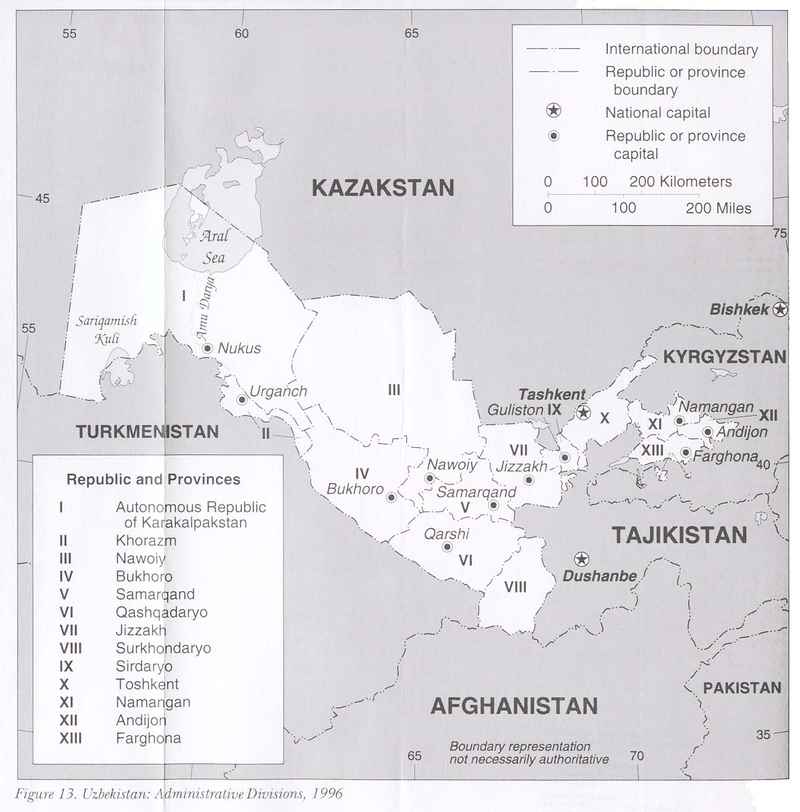 55
60
65
International boundary
Republic or province
boundary
National capital
Republic or province
capital
0 100 200 Kilometers
0 100 200 Miles
KAZAKSTAN
45
75
Aral
Sea
I
Amu Darya
Sariqamish
Kuli
55
Nukus
Bishkek
KYRGYZSTAN
Urganch
III
Tashkent
Guliston IX
X
Namangan
XII
XI
Andijon
TURKMENISTAN
II
VII
XIII
Farghona
40
IV
Nawoiy
Jizzakh
Bukhoro
Samarqand
V
Qarshi
VI
TAJIKISTAN
Dushanbe
VIII
Republic and Provinces
I Autonomous Republic
of Karakalpakstan
II Khorazm
III Nawoiy
IV Bukhoro
V Samarqand
VI Qashqadaryo
VII Jizzakh
VIII Surkhondaryo
IX Sirdaryo
X Toshkent
XI Namangan
XII Andijon
XIII Farghona
PAKISTAN
AFGHANISTAN
35
65
Boundary representation
not necessarily authoritative
70
Figure 13. Uzbekistan: Administrative Divisions, 1996